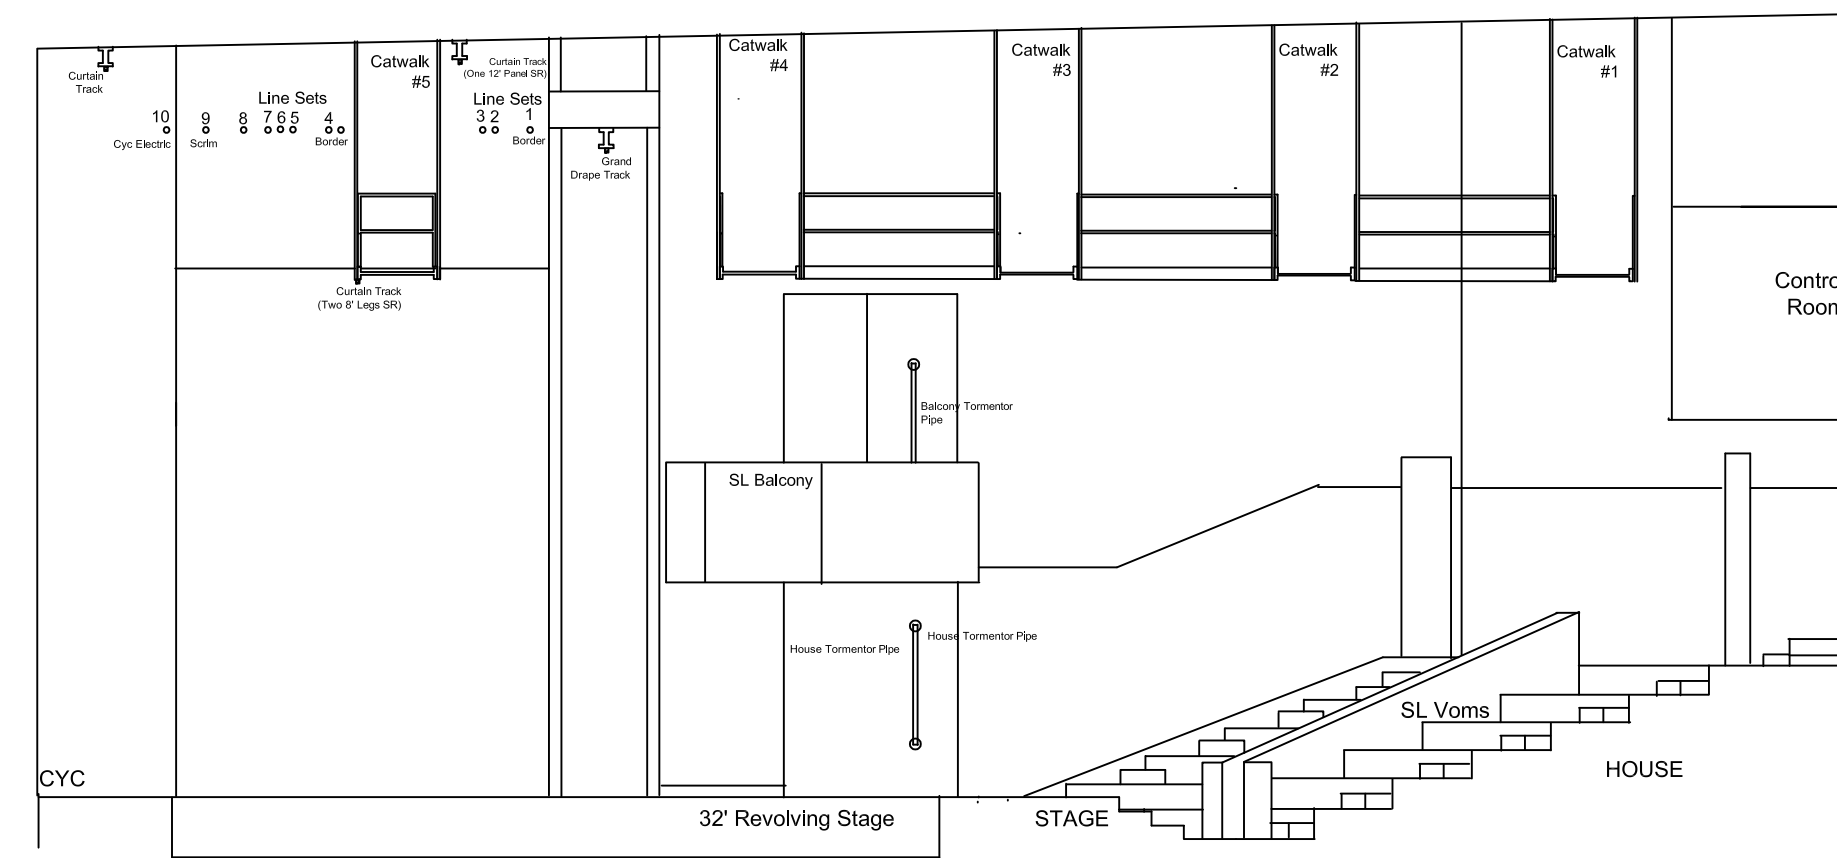 Curtain
Track
10
Cyc Electric
9
Scrim
8
Line Sets
7 6 5
4
Border
Catwalk
#5
Curtain Track
(Two 8' Legs SR)
Curtain Track
(One 12' Panel SR)
Line Sets
3 2
1
Border
Grand
Drape Track
Catwalk
#4
Catwalk
#3
Catwalk
#2
Catwalk
#1
Contro
Room
Balcony Tormentor
Pipe
SL Balcony
House Tormentor Pipe
House Tormentor Pipe
SL Voms
HOUSE
CYC
32' Revolving Stage
STAGE